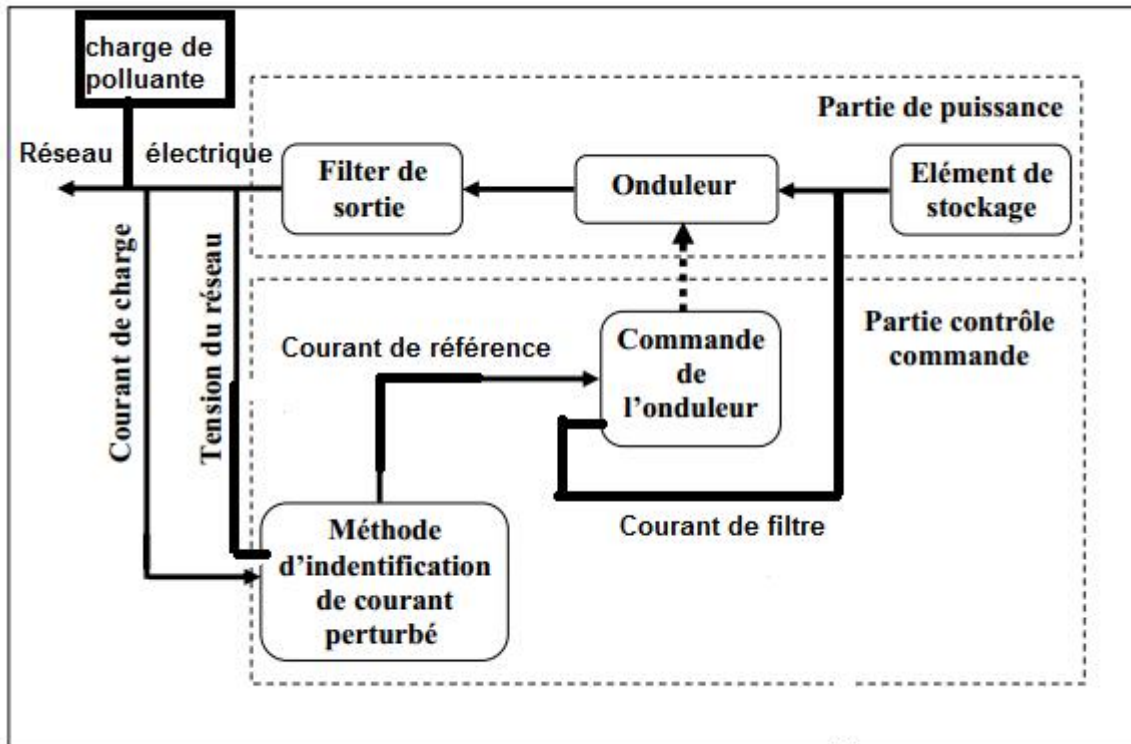 charge de
polluante
Partie de puissance
Réseau électrique
Filter de
sortie
Onduleur
Elément de
stockage
Courant de charge
Tension du réseau
Courant de référence
Commande
de
l'onduleur
Partie contrôle
commande
Courant de filtre
Méthode
d'indentification
de courant
perturbé